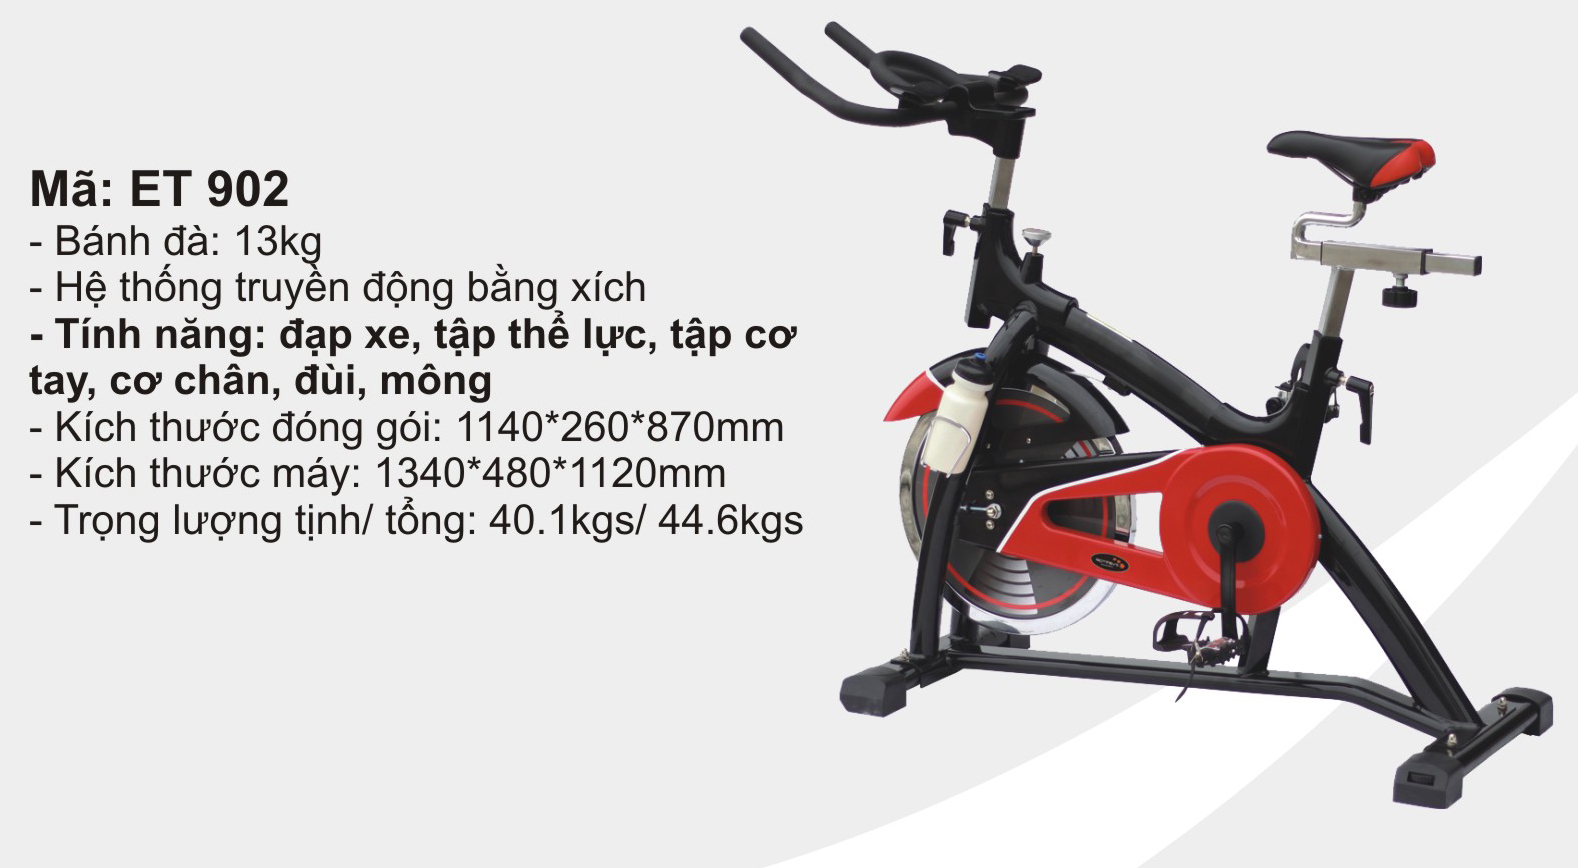 Mã: ET 902
- Bánh đà: 13kg
- Hệ thống truyền động bằng xích
- Tính năng: đạp xe, tập thể lực, tập cơ
tay, cơ chân, đùi, mông
- Kích thước đóng gói: 1140*260*870mm
- Kích thước máy: 1340*480*1120mm
- Trọng lượng tịnh/ tổng: 40.1kgs/ 44.6kgs